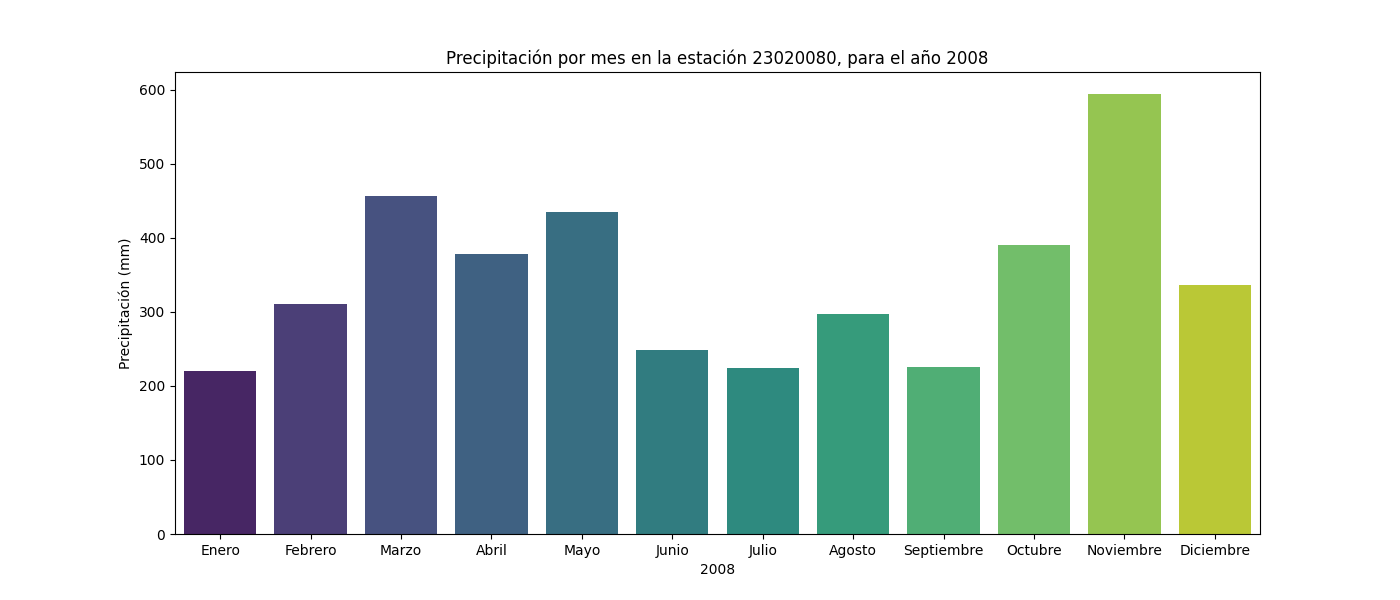 Precipitación por mes en la estación 23020080, para el año 2008
Precipitación (mm)
600
500
400
300
200
100
0
Enero Febrero Marzo Abril Mayo Junio Julio Agosto Septiembre Octubre Noviembre Diciembre
2008